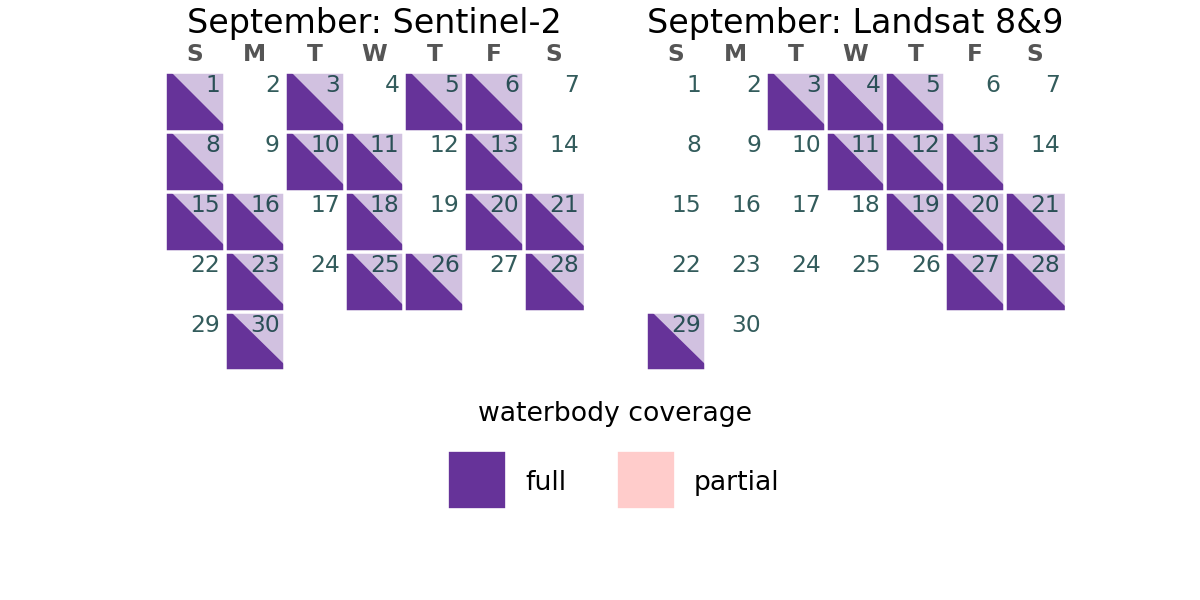 September: Sentinel-2
S M T W T F S
1 2 3 4 5 6 7
8 9 10 11 12 13 14
15 16 17 18 19 20 21
22 23 24 25 26 27 28
29 30
September: Landsat 8&9
S M T W T F S
1 2 3 4 5 6 7
8 9 10 11 12 13 14
15 16 17 18 19 20 21
22 23 24 25 26 27 28
29 30
waterbody coverage
full partial